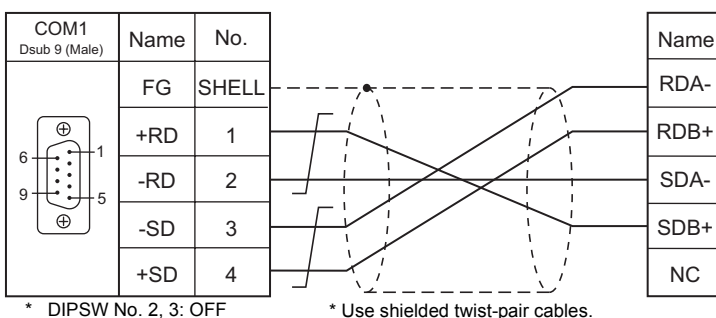 COM1
Dsub 9 (Male)
Name
No.
Name
FG
SHELL
RDA-
+RD
1
RDB+
6
1
-RD
2
SDA-
9
5
-SD
3
SDB+
+SD
4
NC
* DIPSW No. 2, 3: OFF
* Use shielded twist-pair cables.